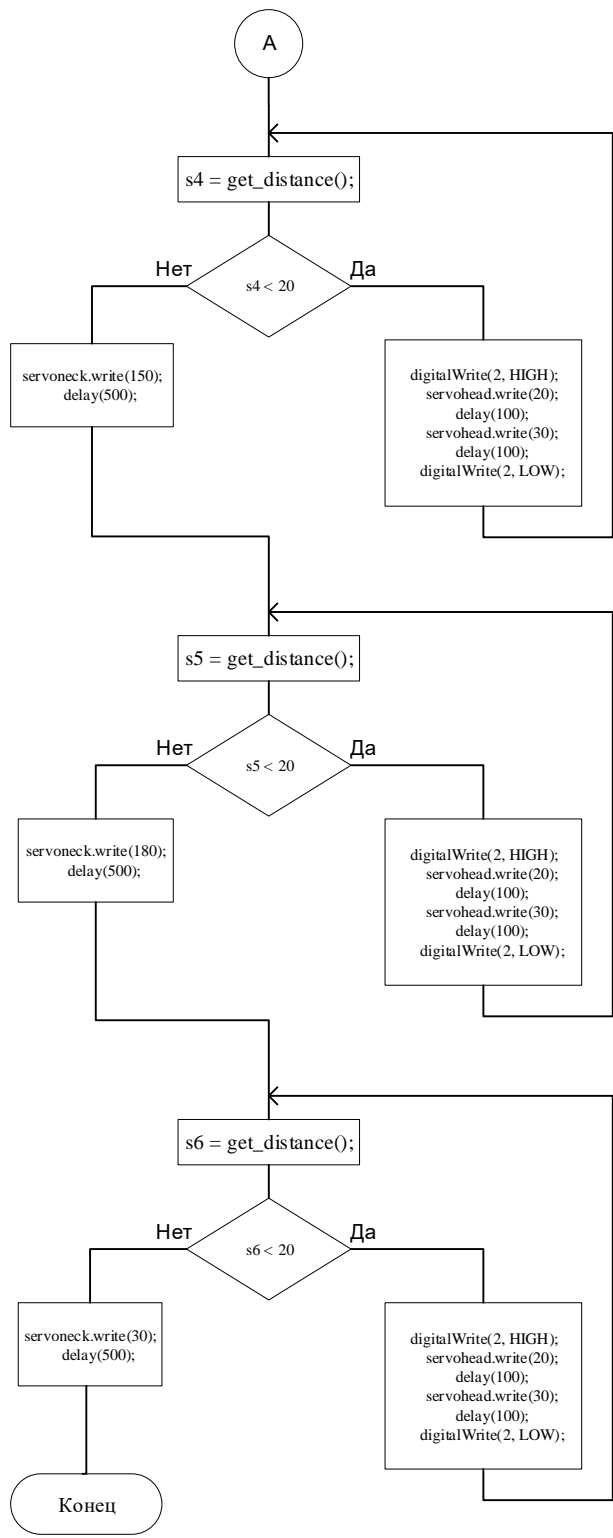 А
s4 = get_distance();
Нет
Да
s4 < 20
servoneck.write(150);
delay(500);
digitalWrite(2, HIGH);
servohead.write(20);
delay(100);
servohead.write(30);
delay(100);
digitalWrite(2, LOW);
s5 = get_distance();
Нет
Да
s5 < 20
servoneck.write(180);
delay(500);
digitalWrite(2, HIGH);
servohead.write(20);
delay(100);
servohead.write(30);
delay(100);
digitalWrite(2, LOW);
s6 = get_distance();
Нет
Да
s6 < 20
servoneck.write(30);
delay(500);
digitalWrite(2, HIGH);
servohead.write(20);
delay(100);
servohead.write(30);
delay(100);
digitalWrite(2, LOW);
Конец